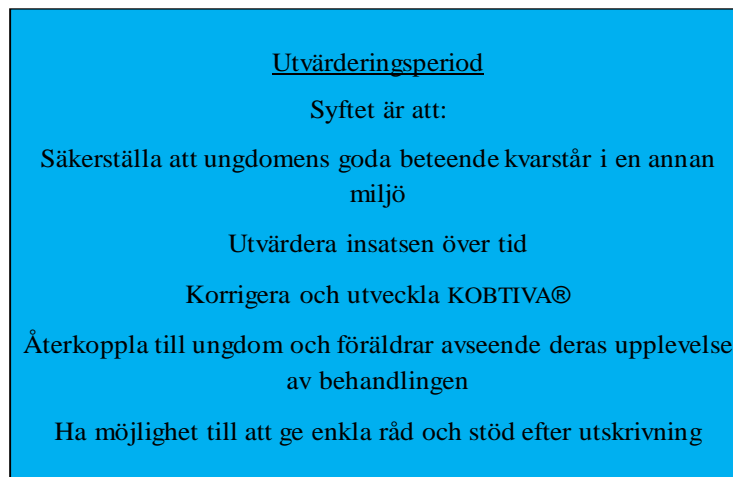 Utvärderingsperiod
Syftet är att:
Säkerställa att ungdomens goda beteende kvarstår i en annan
miljö
Utvärdera insatsen över tid
Korrigera och utveckla KOBTIVA®
Återkoppla till ungdom och föräldrar avseende deras upplevelse
av behandlingen
Ha möjlighet till att ge enkla råd och stöd efter utskrivning